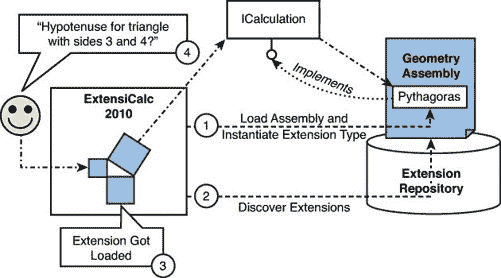 “Hypotenuse for triangle
with sides 3 and 4?”
4
ICalculation
Implements
Geometry
Assembly
Pythagoras
ExtensiCalc
2010
1
Load Assembly and
Instantiate Extension Type
2
Discover Extensions
Extension
Repository
Extension Got
Loaded
3